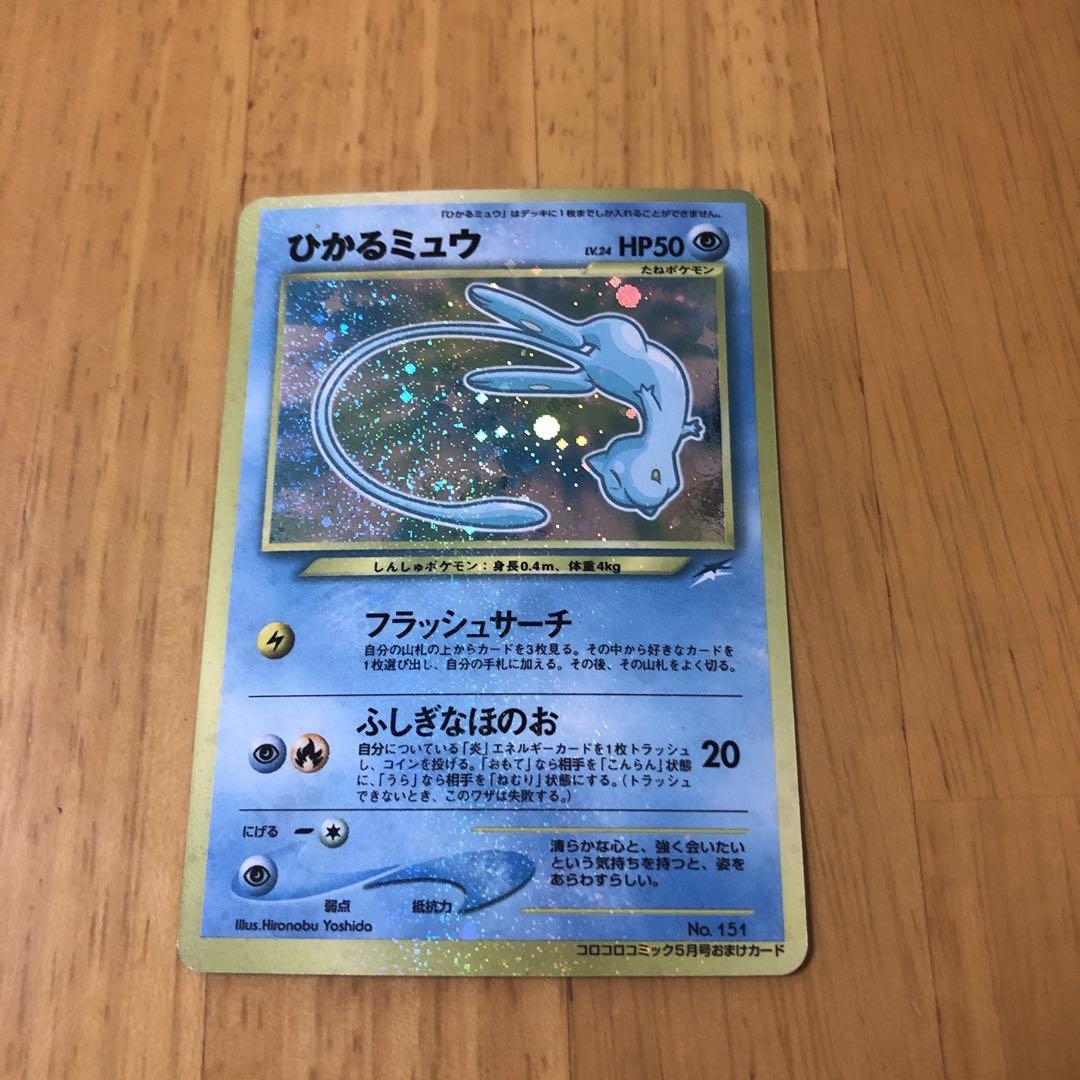 「ひかるミュウ」はデッキに1枚までしか入れることができません。
ひかるミュウ LV.24 HP50
たねポケモン
しんしゅポケモン：身長0.4m、体重4kg
フラッシュサーチ
自分の山札の上からカードを3枚見る。その中から好きなカードを
1枚選び出し、自分の手札に加える。その後、その山札をよく切る。
ふしぎなほのお
自分についている「炎」エネルギーカードを1枚トラッシュ
し、コインを投げる。「おもて」なら相手を「こんらん」状態
に、「うら」なら相手を「ねむり」状態にする。(トラッシュ
できないとき、このワザは失敗する。)
20
にげる
弱点 抵抗力
清らかな心と、強く会いたい
という気持ちを持つと、姿を
あらわすらしい。
Illus.Hironobu Yoshida
No. 151
コロコロコミック5月号おまけカード